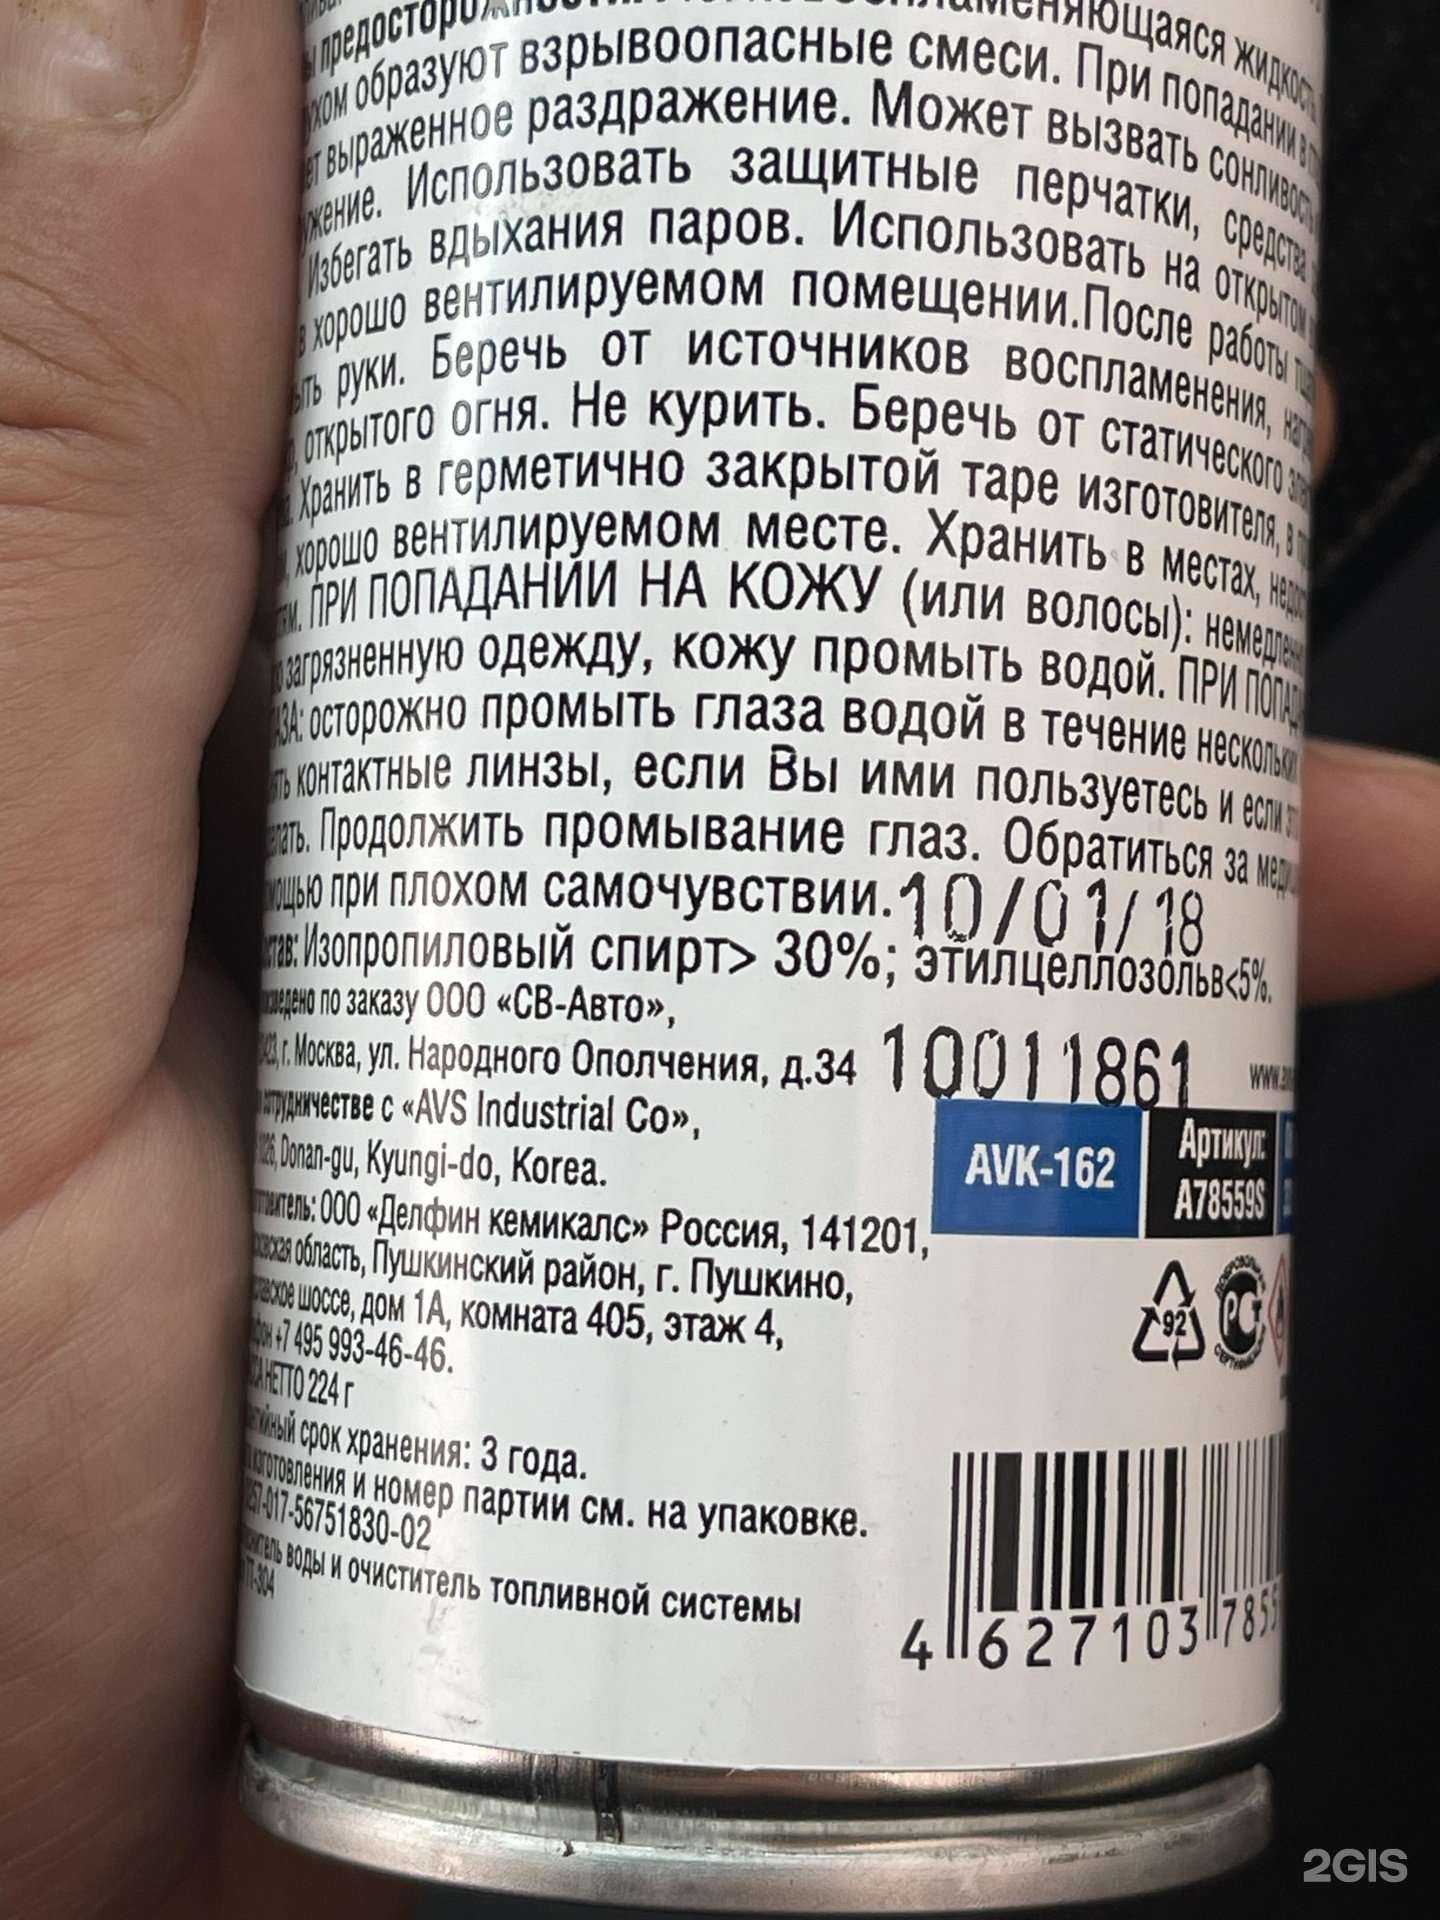 предосторожности
образуют взрывоопасные смеси. При попадании в
выраженное раздражение. Может вызвать сонливость
Использовать защитные перчатки, средства
Избегать вдыхания паров. Использовать на открытом
в хорошо вентилируемом помещении.После работы
руки. Беречь от источников воспламенения,
открытого огня. Не курить. Беречь от статического
Хранить в герметично закрытой таре изготовителя, в
хорошо вентилируемом месте. Хранить в местах,
ПРИ ПОПАДАНИИ НА КОЖУ (или волосы):
загрязненную одежду, кожу промыть водой. ПРИ
осторожно промыть глаза водой в течение
контактные линзы, если Вы ими пользуетесь и если
Продолжить промывание глаз. Обратиться за
при плохом самочувствии. 10/01/18
Изопропиловый спирт> 30%; этилцеллозольв<5%.
по заказу ООО «СВ-Авто»,
г. Москва, ул. Народного Ополчения, д.34 10011861
с «AVS Industrial Co»,
Donan-gu, Kyungi-do, Korea.
AVK-162
Артикул:
A78559S
ООО «Делфин кемикалс» Россия, 141201,
область, Пушкинский район, г. Пушкино,
шоссе, дом 1А, комната 405, этаж 4,
+7 495 993-46-46.
НЕТТО 224 г
92
РСТ
срок хранения: 3 года.
изготовления и номер партии см. на упаковке.
-017-56751830-02
воды и очиститель топливной системы
4 627103 7855
2GIS